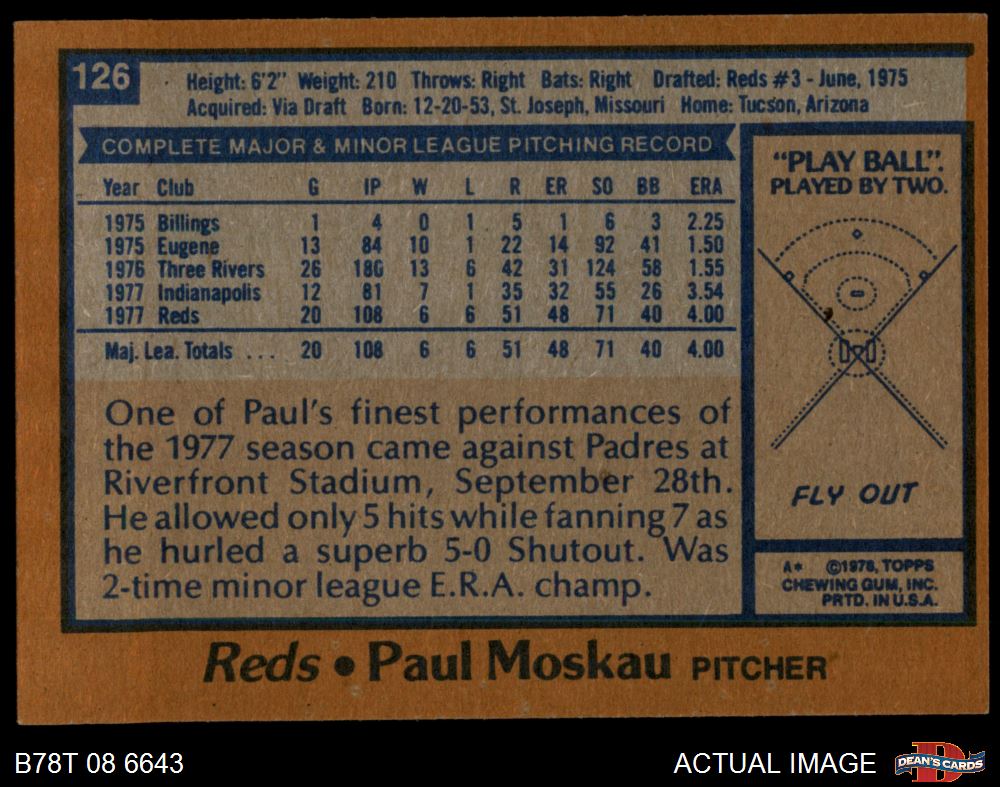 126
Height: 6'2" Weight: 210 Throws: Right Bats: Right Drafted: Reds #3 - June, 1975
Acquired: Via Draft Born: 12-20-53, St. Joseph, Missouri Home: Tucson, Arizona
COMPLETE MAJOR & MINOR LEAGUE PITCHING RECORD
Year Club G IP W L R ER SO BB ERA
1975 Billings 1 4 0 1 5 1 6 3 2.25
1975 Eugene 13 84 10 1 22 14 92 41 1.50
1976 Three Rivers 26 180 13 6 42 31 124 58 1.55
1977 Indianapolis 12 81 7 1 35 32 55 26 3.54
1977 Reds 20 108 6 6 51 48 71 40 4.00
Maj. Lea. Totals ... 20 108 6 6 51 48 71 40 4.00
One of Paul's finest performances of
the 1977 season came against Padres at
Riverfront Stadium, September 28th.
He allowed only 5 hits while fanning 7 as
he hurled a superb 5-0 Shutout. Was
2-time minor league E.R.A. champ.
"PLAY BALL".
PLAYED BY TWO.
FLY OUT
A* ©1978, TOPPS
CHEWING GUM, INC.
PRTD. IN U.S.A.
Reds • Paul Moskau PITCHER
B78T 08 6643
ACTUAL IMAGE
DEAN'S CARDS